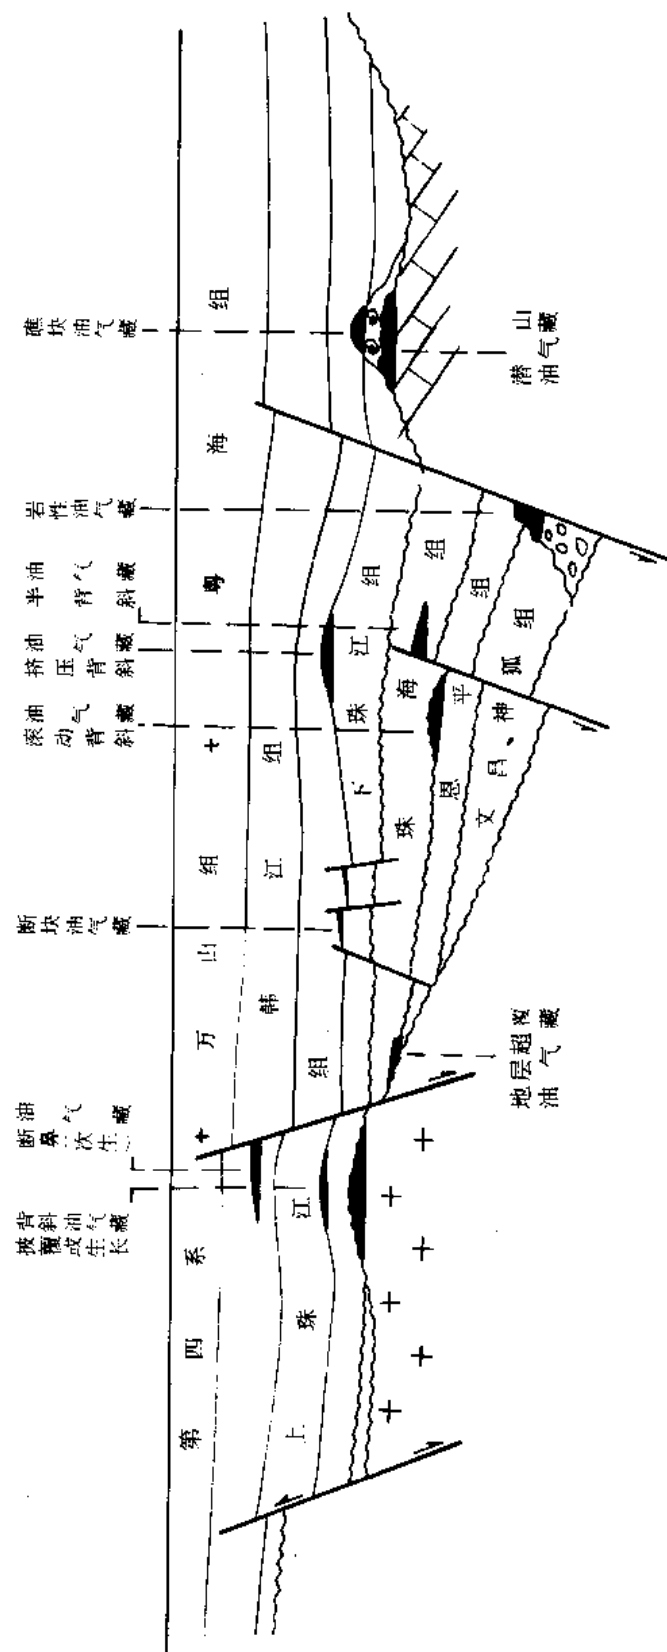 披覆或生长
背斜油气藏
断鼻次生
油气藏
断块油气藏
滚动背斜
油气藏
挤压背斜
油气藏
半背斜
油气藏
岩性油气藏
礁块油气藏
第四系
万山组
粤海组
韩江组
上珠江组
下珠江组
珠海组
恩平组
文昌、神狐组
地层超覆
油气藏
潜山
油气藏